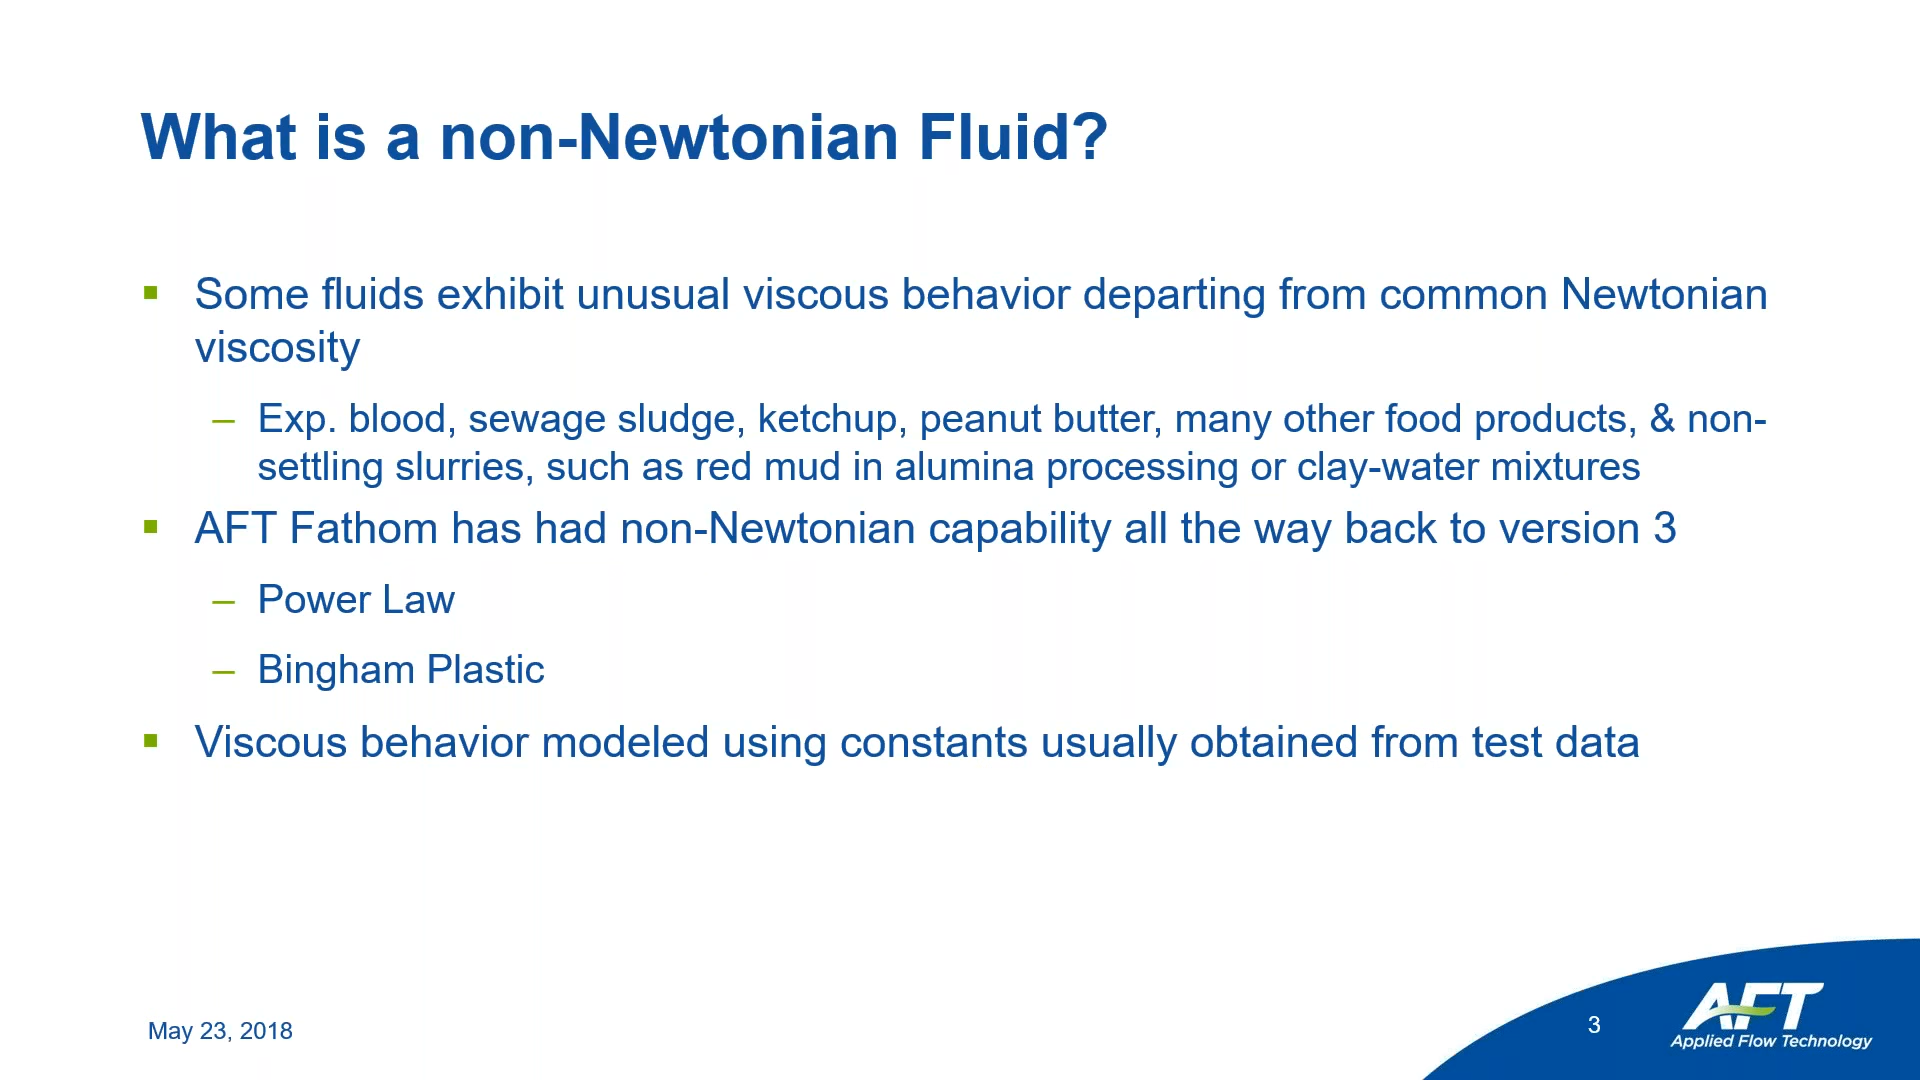 What is a non-Newtonian Fluid?
▪ Some fluids exhibit unusual viscous behavior departing from common Newtonian
viscosity
– Exp. blood, sewage sludge, ketchup, peanut butter, many other food products, & non-
settling slurries, such as red mud in alumina processing or clay-water mixtures
▪ AFT Fathom has had non-Newtonian capability all the way back to version 3
– Power Law
– Bingham Plastic
▪ Viscous behavior modeled using constants usually obtained from test data
May 23, 2018
3
AFT
Applied Flow Technology